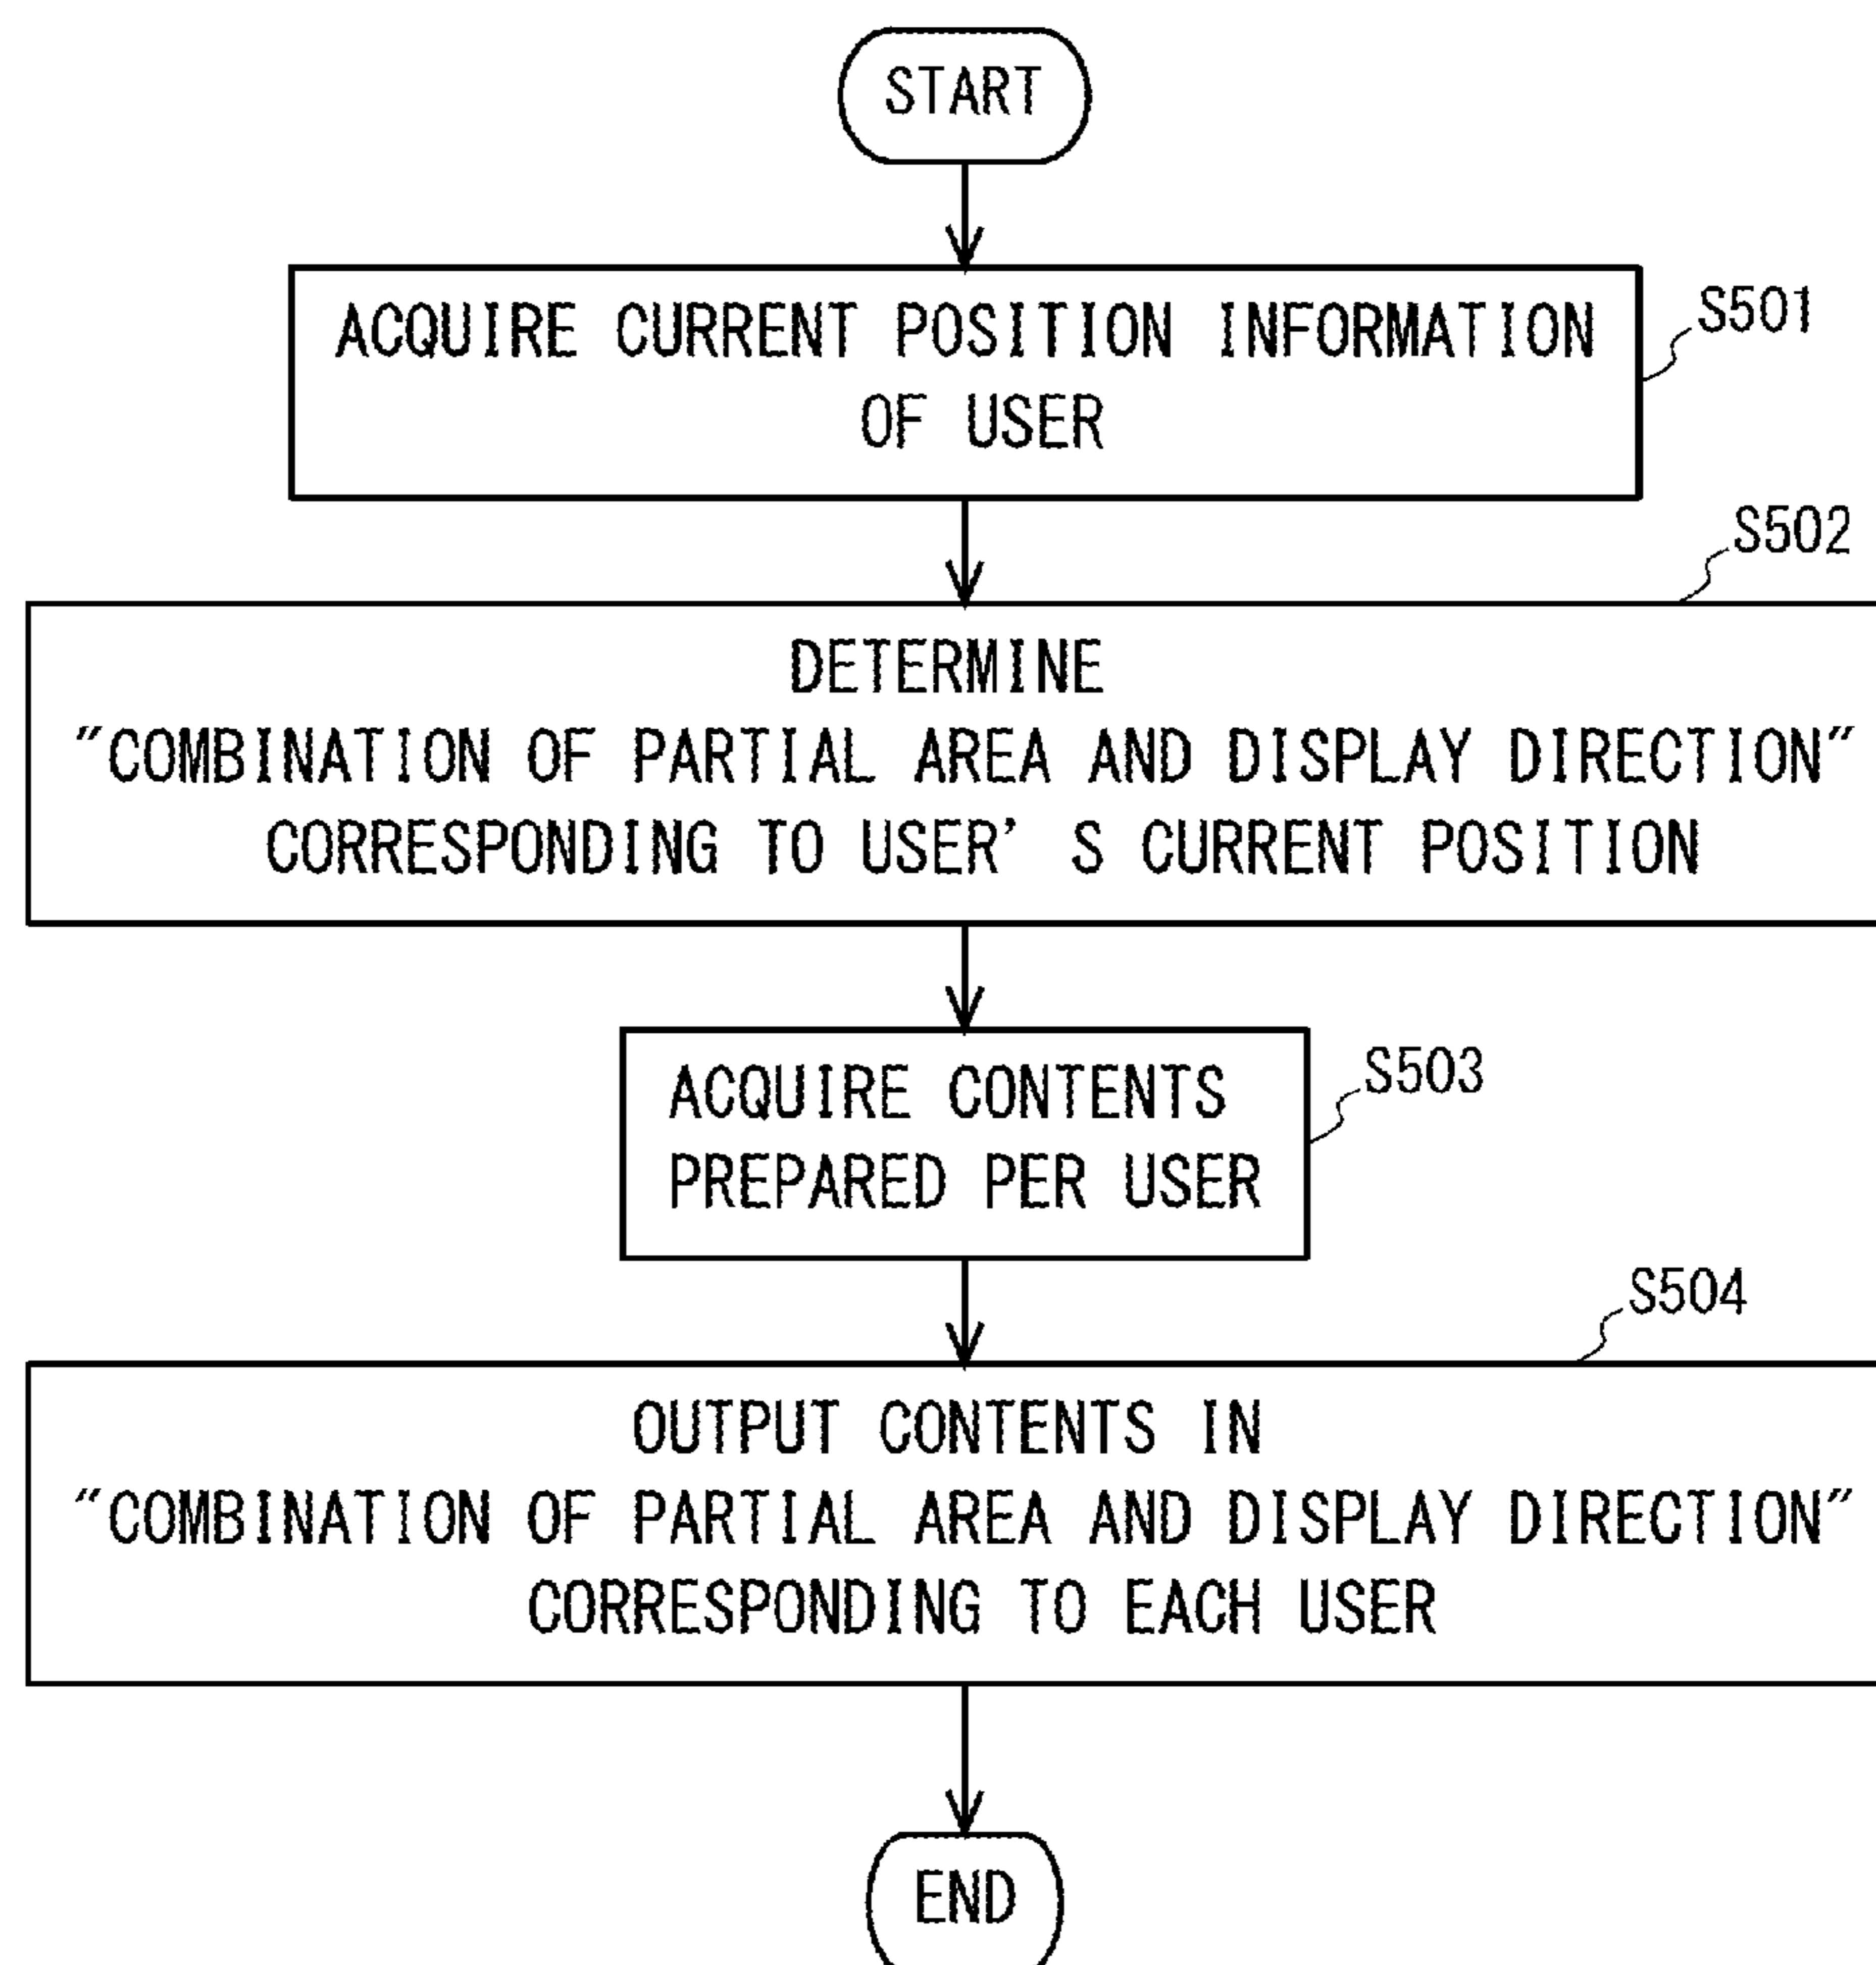 START
ACQUIRE CURRENT POSITION INFORMATION
OF USER
S501
S502
DETERMINE
"COMBINATION OF PARTIAL AREA AND DISPLAY DIRECTION"
CORRESPONDING TO USER' S CURRENT POSITION
ACQUIRE CONTENTS
PREPARED PER USER
S503
S504
OUTPUT CONTENTS IN
"COMBINATION OF PARTIAL AREA AND DISPLAY DIRECTION"
CORRESPONDING TO EACH USER
END